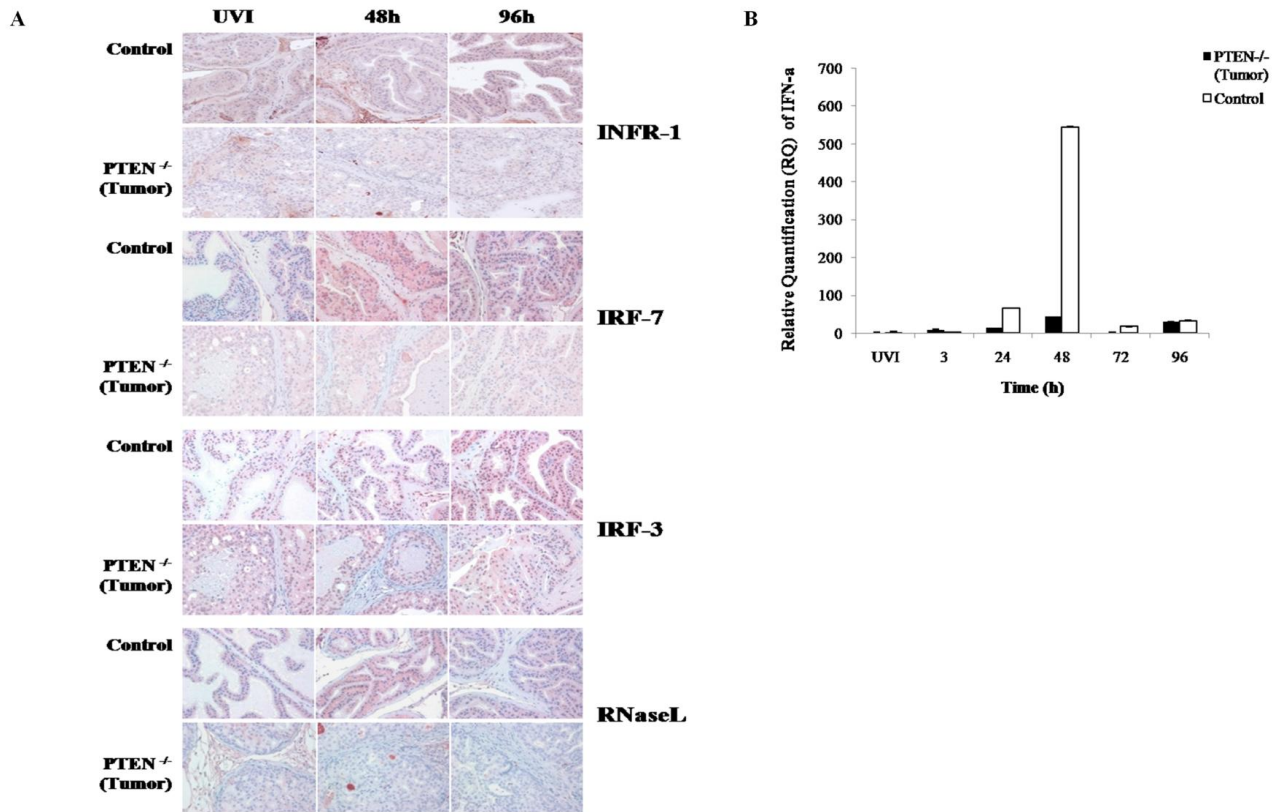 A
UVI 48h 96h
Control
PTEN -/-
(Tumor)
INFR-1
Control
PTEN -/-
(Tumor)
IRF-7
Control
PTEN -/-
(Tumor)
IRF-3
Control
PTEN -/-
(Tumor)
RNaseL
B
PTEN-/-
(Tumor)
Control
Relative Quantification (RQ) of IFN-a
700
600
500
400
300
200
100
0
UVI 3 24 48 72 96
Time (h)